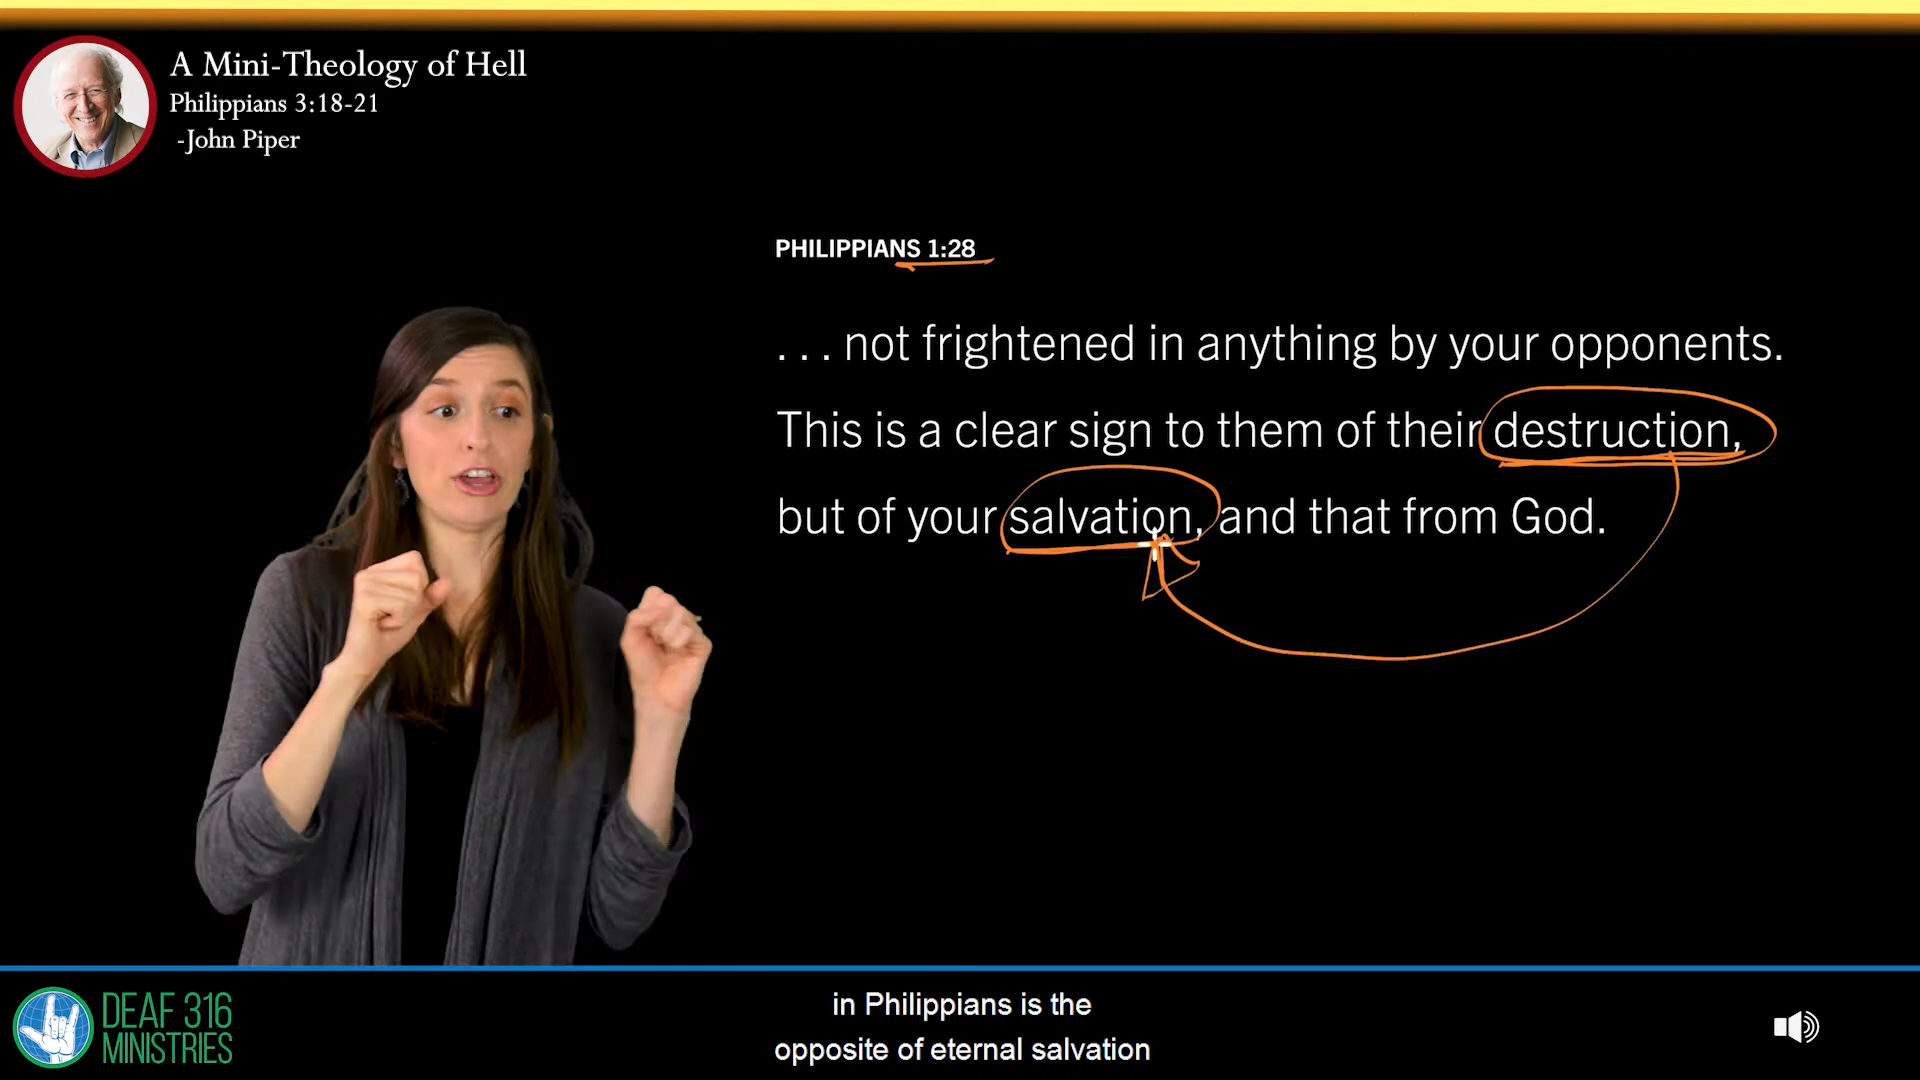 A Mini-Theology of Hell
Philippians 3:18-21
-John Piper
PHILIPPIANS 1:28
. . . not frightened in anything by your opponents.
This is a clear sign to them of their destruction,
but of your salvation, and that from God.
DEAF 316
MINISTRIES
in Philippians is the
opposite of eternal salvation